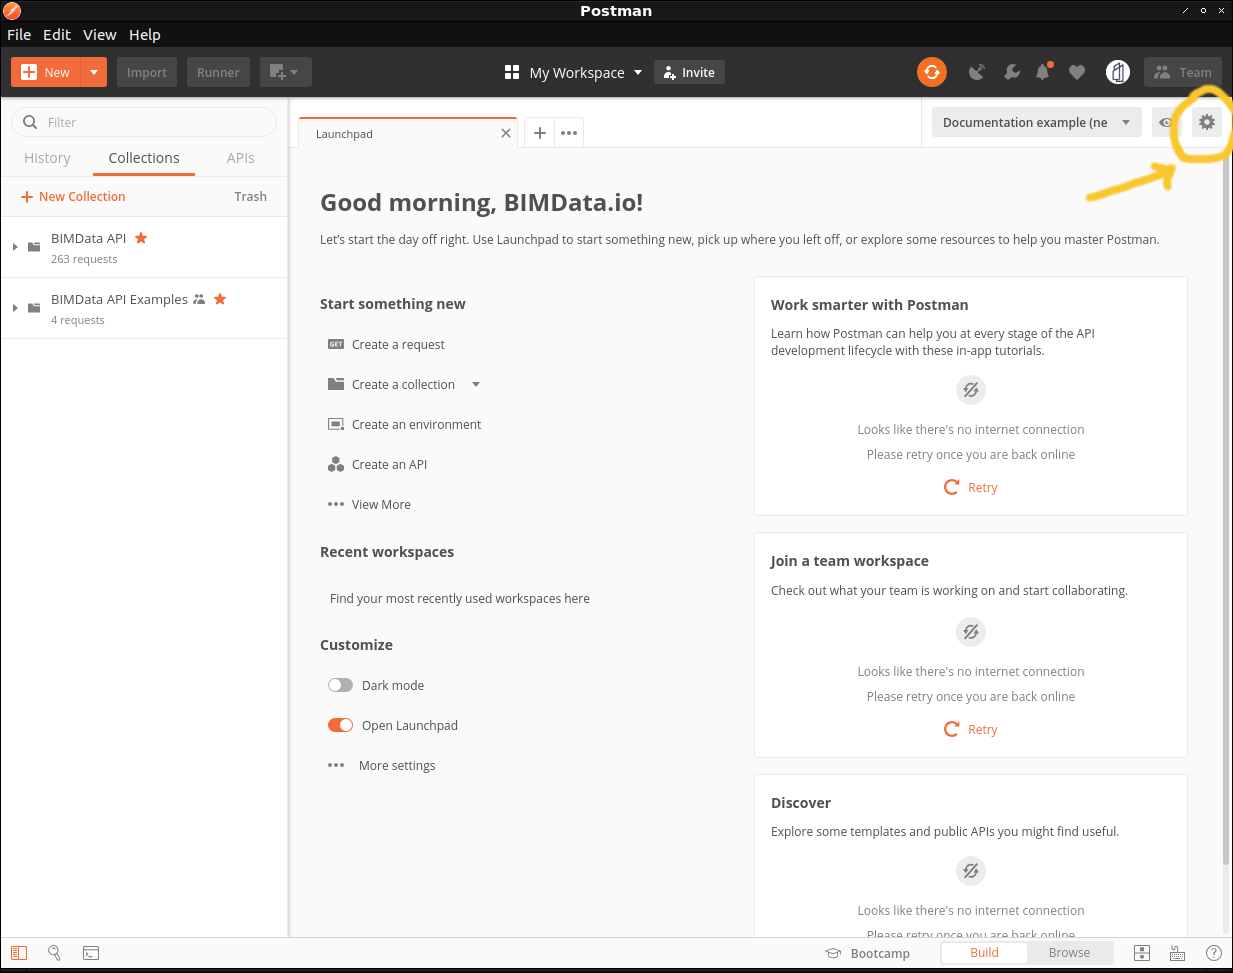 Postman
File Edit View Help
New Import Runner My Workspace Invite Team
Filter
History Collections APIs
New Collection Trash
BIMData API
263 requests
BIMData API Examples
4 requests
Launchpad
Documentation example (ne
Good morning, BIMData.io!
Let's start the day off right. Use Launchpad to start something new, pick up where you left off, or explore some resources to help you master Postman.
Start something new
GET Create a request
Create a collection
Create an environment
Create an API
View More
Recent workspaces
Find your most recently used workspaces here
Customize
Dark mode
Open Launchpad
More settings
Work smarter with Postman
Learn how Postman can help you at every stage of the API
development lifecycle with these in-app tutorials.
Looks like there's no internet connection
Please retry once you are back online
Retry
Join a team workspace
Check out what your team is working on and start collaborating.
Looks like there's no internet connection
Please retry once you are back online
Retry
Discover
Explore some templates and public APIs you might find useful.
Looks like there's no internet connection
Please retry once you are back online
Bootcamp Build Browse